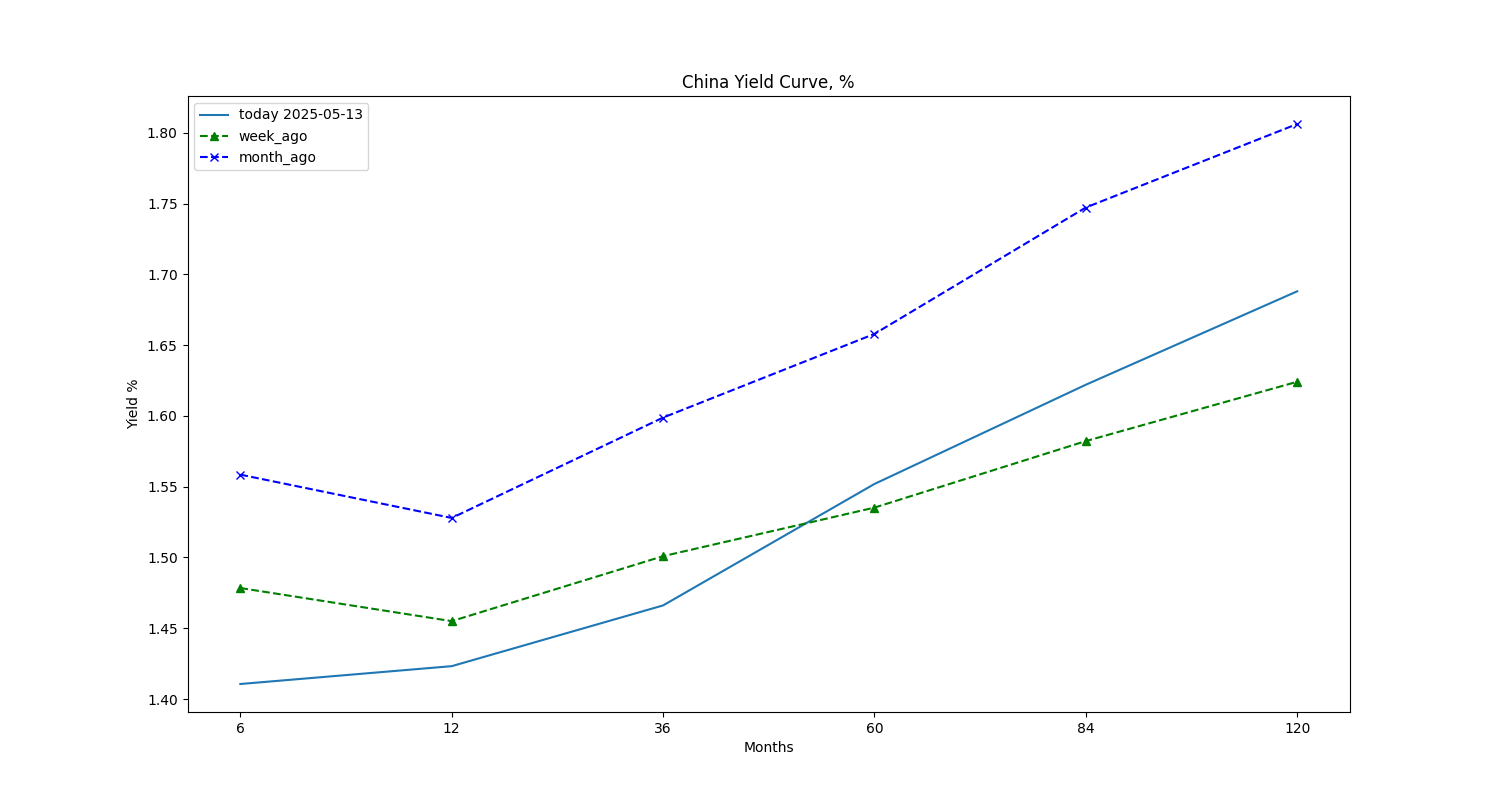 China Yield Curve, %
today 2025-05-13
week_ago
month_ago
1.80
1.75
1.70
1.65
1.60
1.55
1.50
1.45
1.40
Yield %
6 12 36 60 84 120
Months